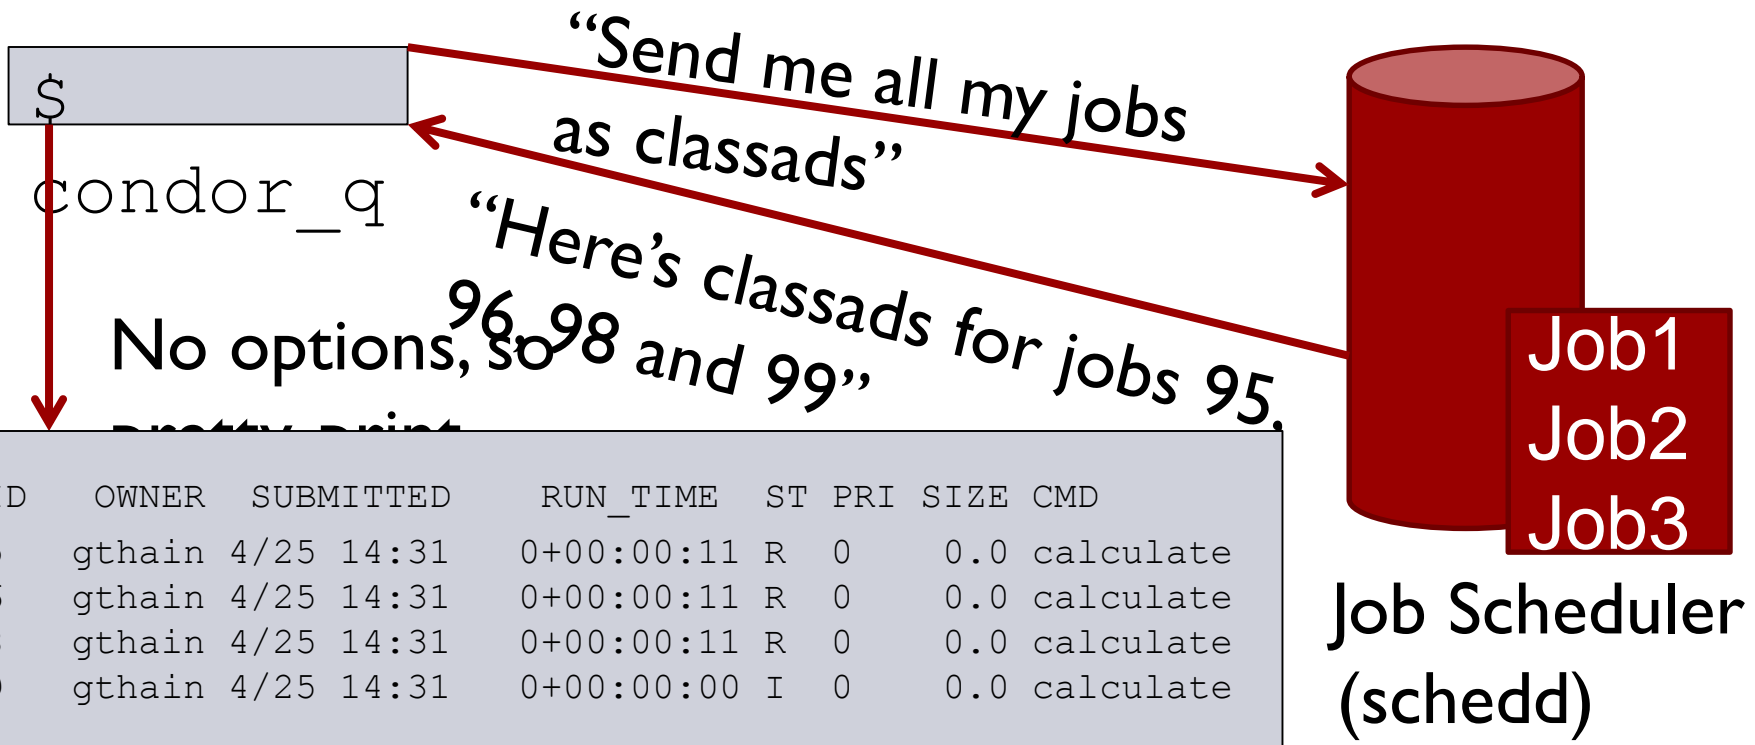 $
condor_q
“Send me all my jobs
as classads”
“Here’s classads for jobs 95,
96, 98 and 99”
No options, so
pretty print
ID OWNER SUBMITTED RUN_TIME ST PRI SIZE CMD
gthain 4/25 14:31 0+00:00:11 R 0 0.0 calculate
gthain 4/25 14:31 0+00:00:11 R 0 0.0 calculate
gthain 4/25 14:31 0+00:00:11 R 0 0.0 calculate
gthain 4/25 14:31 0+00:00:00 I 0 0.0 calculate
Job1
Job2
Job3
Job Scheduler
(schedd)